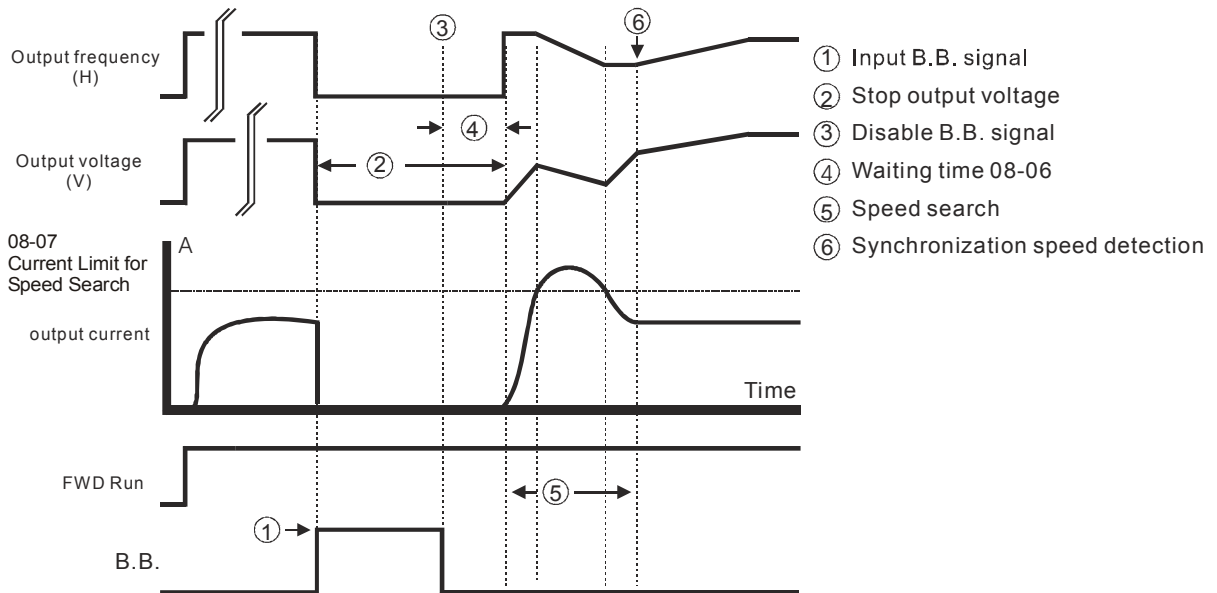 Output frequency
(H)
③
⑥
④
Output voltage
(V)
②
① Input B.B. signal
② Stop output voltage
③ Disable B.B. signal
④ Waiting time 08-06
⑤ Speed search
⑥ Synchronization speed detection
08-07
Current Limit for
Speed Search
A
output current
Time
FWD Run
⑤
①
B.B.